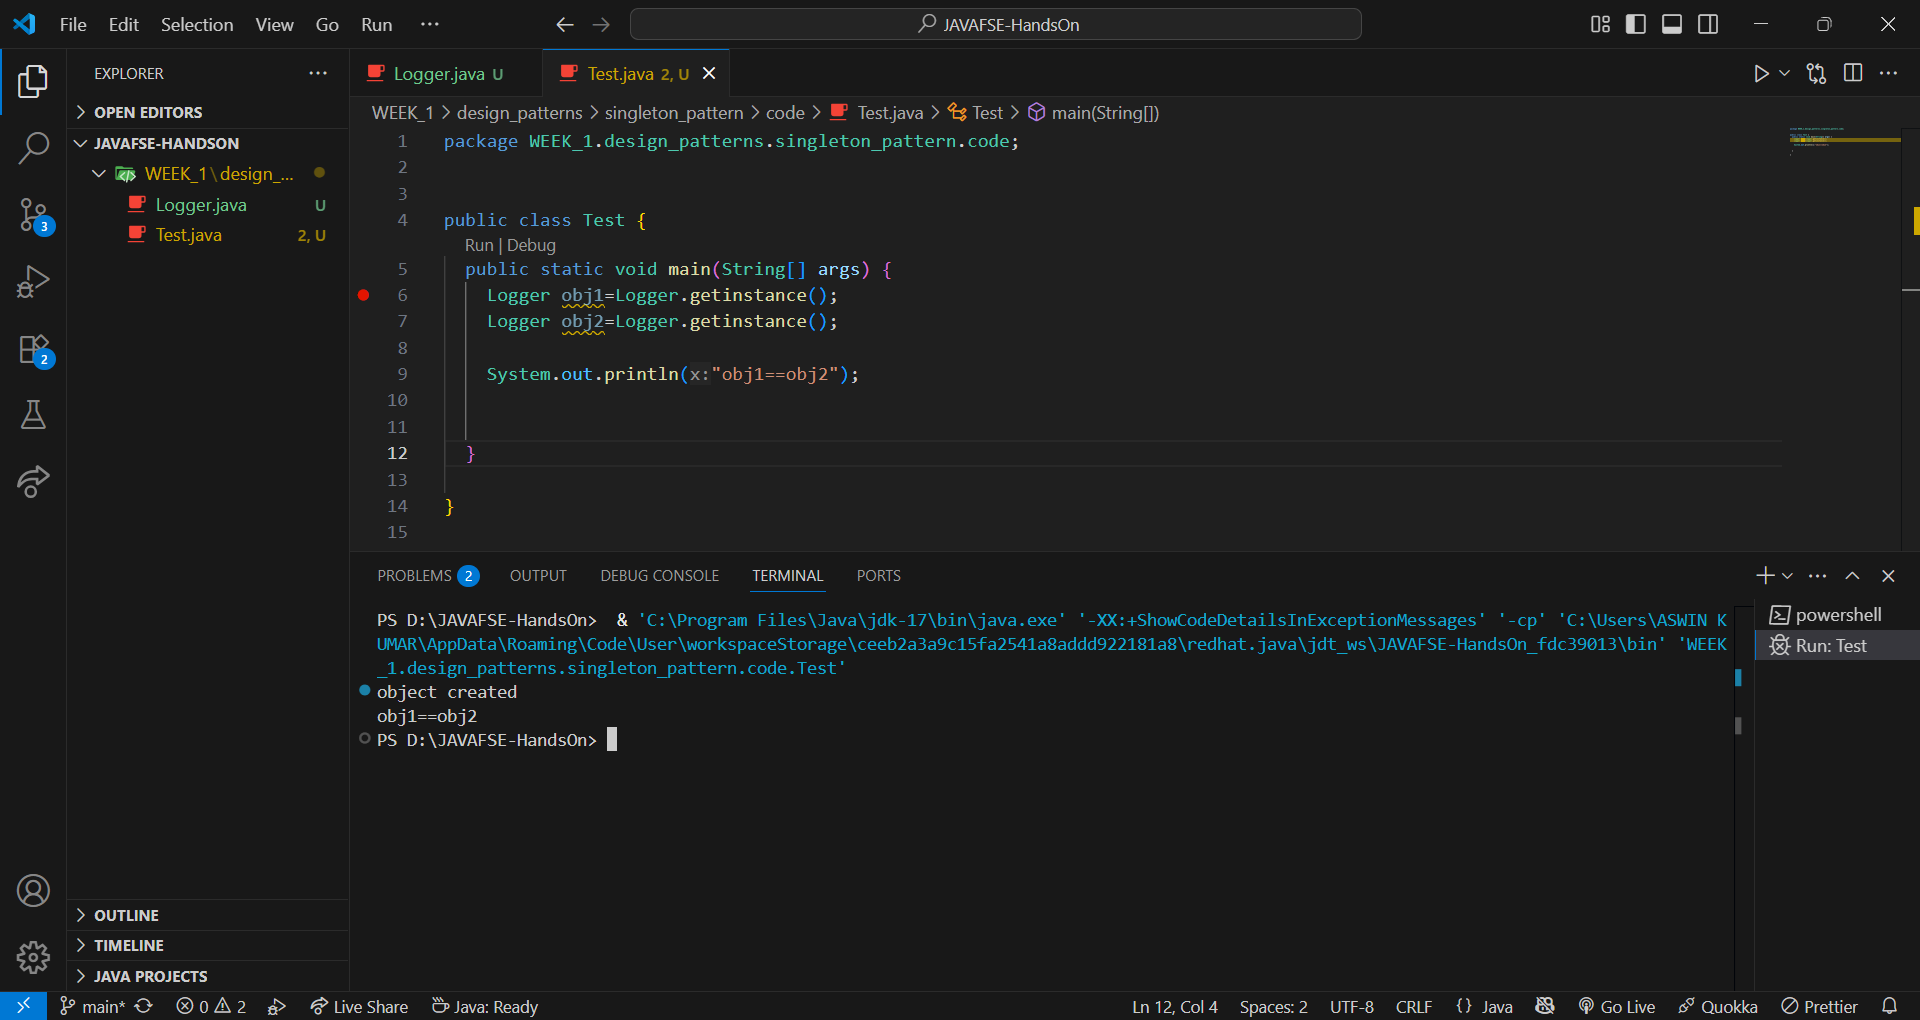 File Edit Selection View Go Run ···
JAVAFSE-HandsOn
EXPLORER
OPEN EDITORS
JAVAFSE-HANDSON
WEEK_1\design_...
Logger.java U
Test.java 2, U
Logger.java U
Test.java 2, U
WEEK_1 > design_patterns > singleton_pattern > code > Test.java > Test > main(String[])
1 package WEEK_1.design_patterns.singleton_pattern.code;
2
3
4 public class Test {
Run | Debug
5 public static void main(String[] args) {
6 Logger obj1=Logger.getinstance();
7 Logger obj2=Logger.getinstance();
8
9 System.out.println(x:"obj1==obj2");
10
11
12 }
13
14 }
15
PROBLEMS 2 OUTPUT DEBUG CONSOLE TERMINAL PORTS
PS D:\JAVAFSE-HandsOn> & 'C:\Program Files\Java\jdk-17\bin\java.exe' '-XX:+ShowCodeDetailsInExceptionMessages' '-cp' 'C:\Users\ASWIN K
UMAR\AppData\Roaming\Code\User\workspaceStorage\ceeb2a3a9c15fa2541a8addd922181a8\redhat.java\jdt_ws\JAVAFSE-HandsOn_fdc39013\bin' 'WEEK
_1.design_patterns.singleton_pattern.code.Test'
object created
obj1==obj2
PS D:\JAVAFSE-HandsOn>
powershell
Run: Test
3
2
OUTLINE
TIMELINE
JAVA PROJECTS
main* 0 2 Live Share Java: Ready
Ln 12, Col 4 Spaces: 2 UTF-8 CRLF {} Java Go Live Quokka Prettier